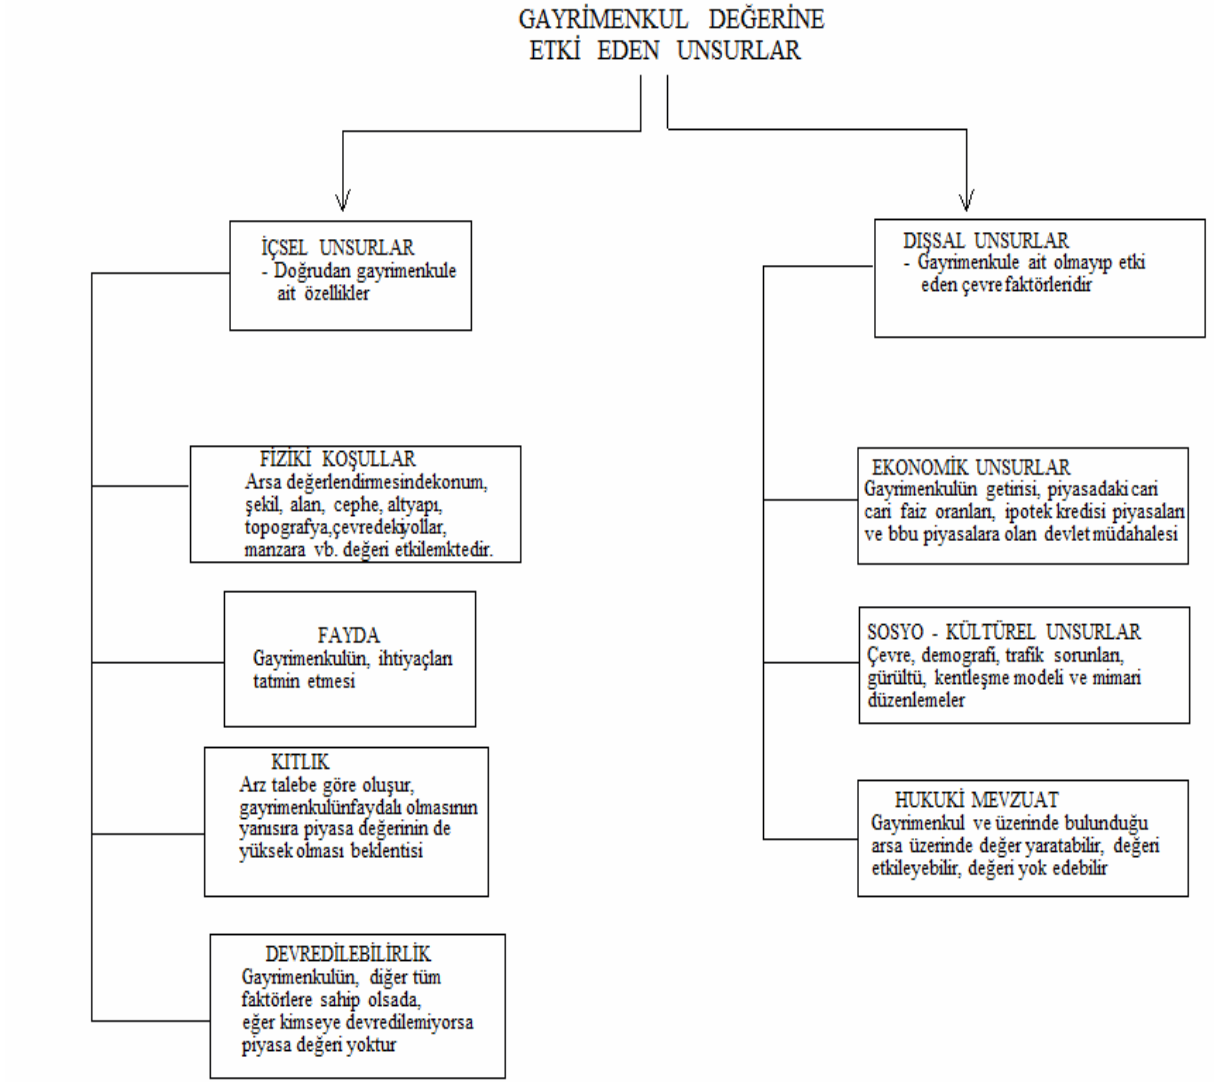 GAYRİMENKUL DEĞERİNE
ETKİ EDEN UNSURLAR
İÇSEL UNSURLAR
- Doğrudan gayrimenkule
ait özellikler
FİZİKİ KOŞULLAR
Arsa değerlendirmesindekonum,
şekil, alan, cephe, altyapı,
topografya,çevredekiyollar,
manzara vb. değeri etkilemktedir.
FAYDA
Gayrimenkulün, ihtiyaçları
tatmin etmesi
KITLIK
Arz talebe göre oluşur,
gayrimenkulünfaydalı olmasının
yanısıra piyasa değerinin de
yüksek olması beklentisi
DEVREDİLEBİLİRLİK
Gayrimenkulün, diğer tüm
faktörlere sahip olsada,
eğer kimseye devredilemiyorsa
piyasa değeri yoktur
DIŞSAL UNSURLAR
- Gayrimenkule ait olmayıp etki
eden çevre faktörleridir
EKONOMİK UNSURLAR
Gayrimenkulün getirisi, piyasadaki cari
cari faiz oranları, ipotek kredisi piyasaları
ve bbu piyasalara olan devlet müdahalesi
SOSYO - KÜLTÜREL UNSURLAR
Çevre, demografi, trafik sorunları,
gürültü, kentleşme modeli ve mimari
düzenlemeler
HUKUKİ MEVZUAT
Gayrimenkul ve üzerinde bulunduğu
arsa üzerinde değer yaratabilir, değeri
etkileyebilir, değeri yok edebilir